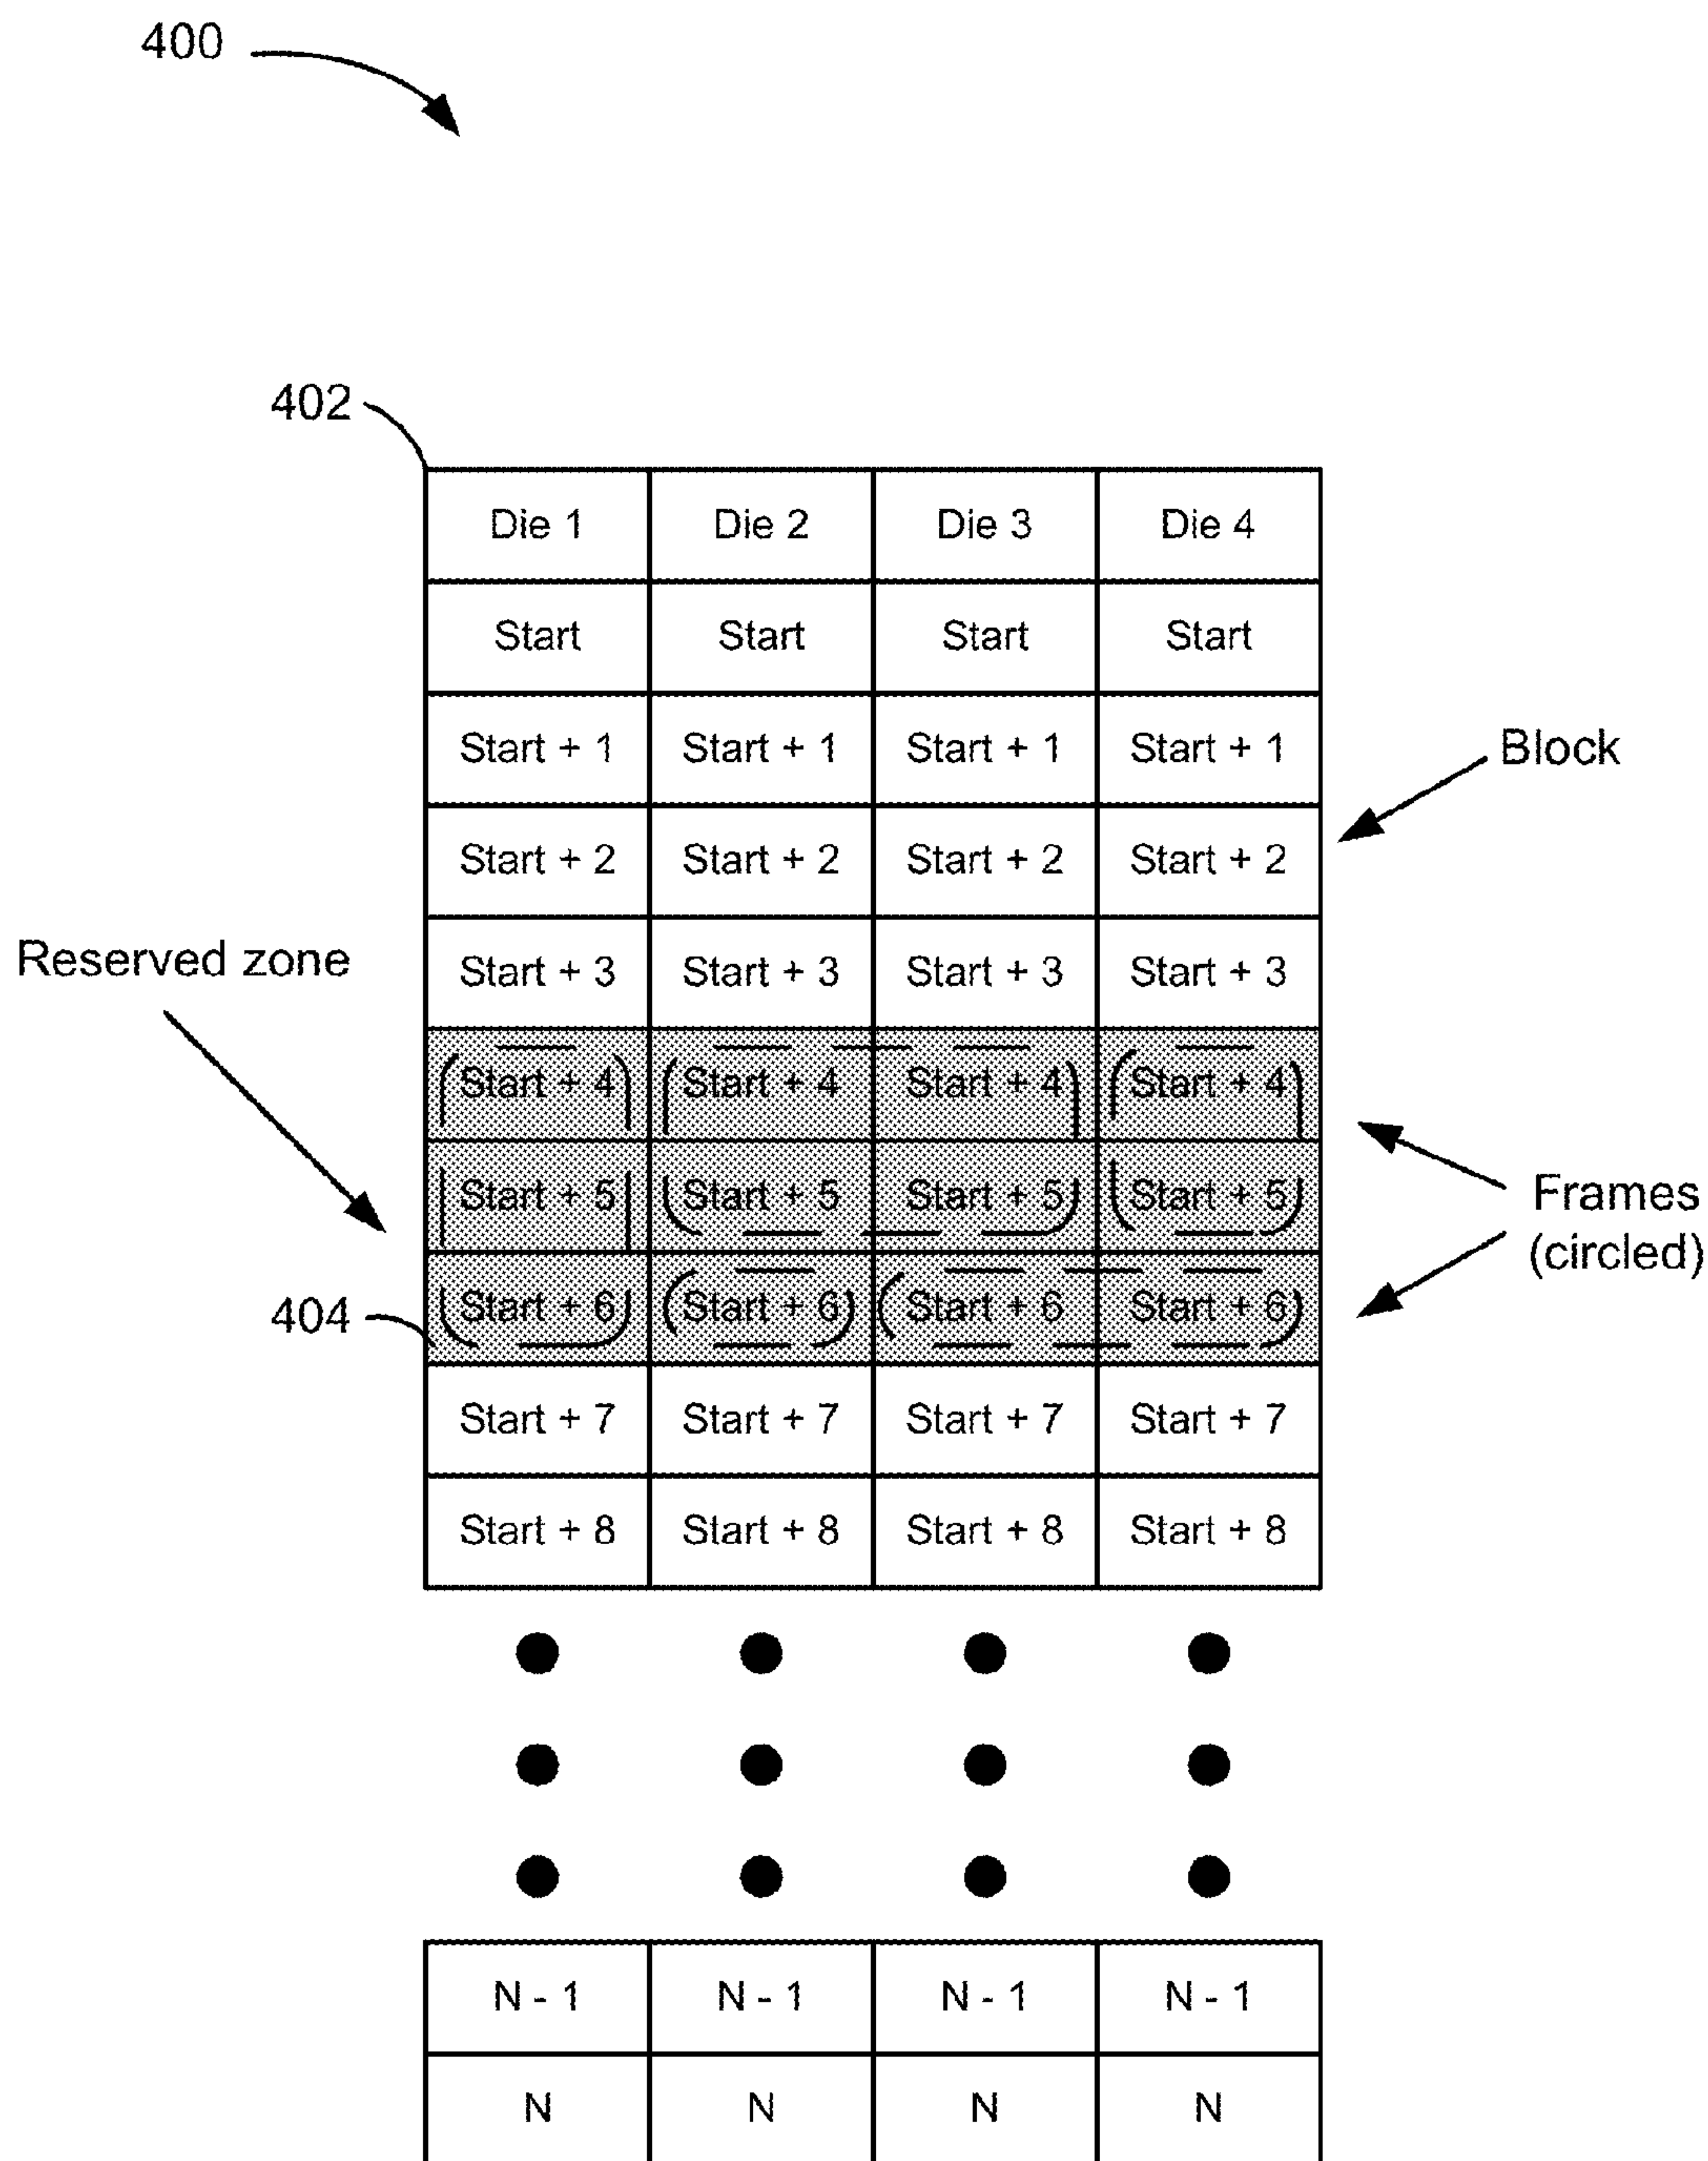 400
402
Die 1 Die 2 Die 3 Die 4
Start Start Start Start
Start + 1 Start + 1 Start + 1 Start + 1
Block
Start + 2 Start + 2 Start + 2 Start + 2
Reserved zone
Start + 3 Start + 3 Start + 3 Start + 3
Start + 4 Start + 4 Start + 4 Start + 4
Start + 5 Start + 5 Start + 5 Start + 5
Frames
(circled)
404
Start + 6 Start + 6 Start + 6 Start + 6
Start + 7 Start + 7 Start + 7 Start + 7
Start + 8 Start + 8 Start + 8 Start + 8
N - 1 N - 1 N - 1 N - 1
N N N N